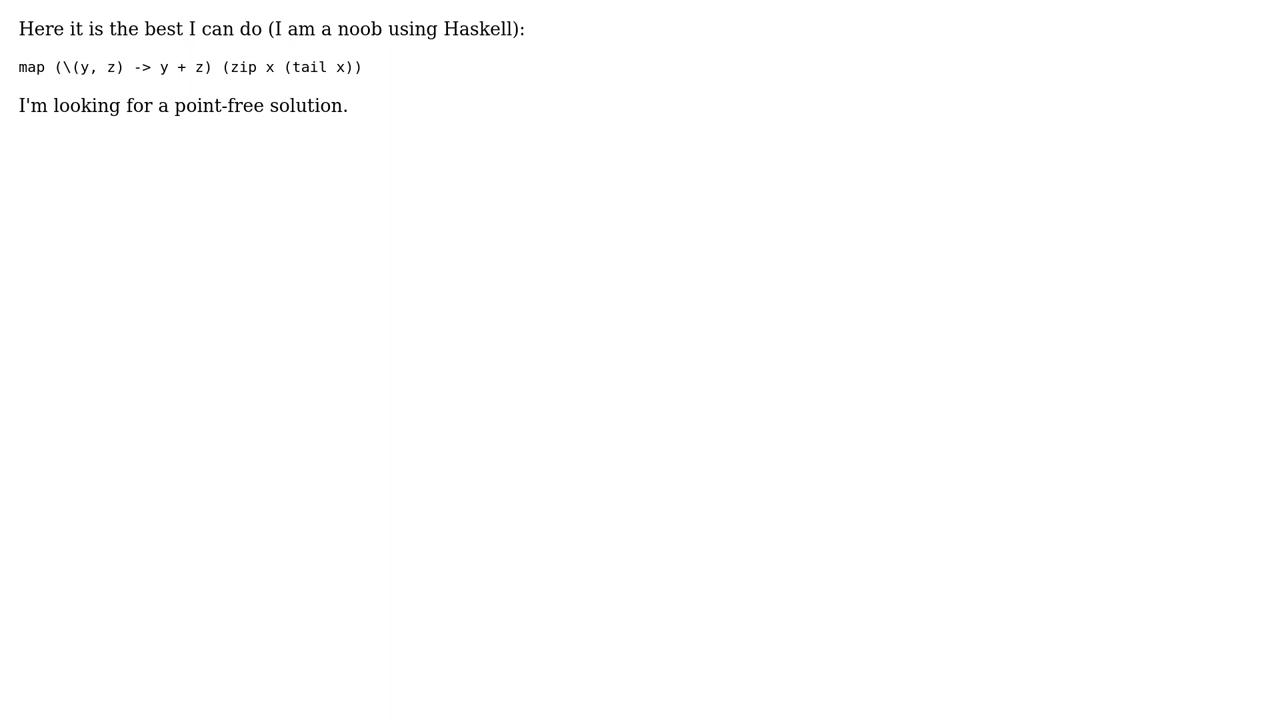 Here it is the best I can do (I am a noob using Haskell):
map (\(y, z) -> y + z) (zip x (tail x))
I'm looking for a point-free solution.